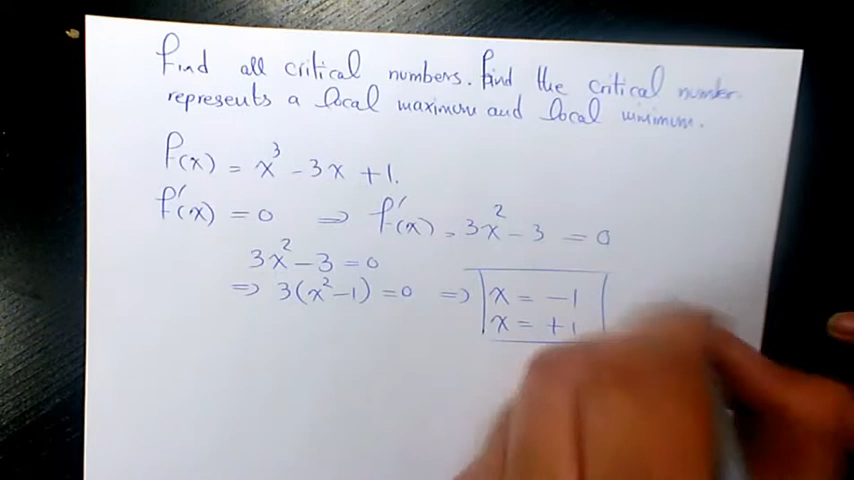 Find all critical numbers. Find the critical number
represents a local maximum and local minimum.
f(x) = x³ - 3x + 1.
f'(x) = 0 ⇒ f'(x) = 3x² - 3 = 0
3x² - 3 = 0
⇒ 3(x² - 1) = 0 ⇒ x = -1
x = +1